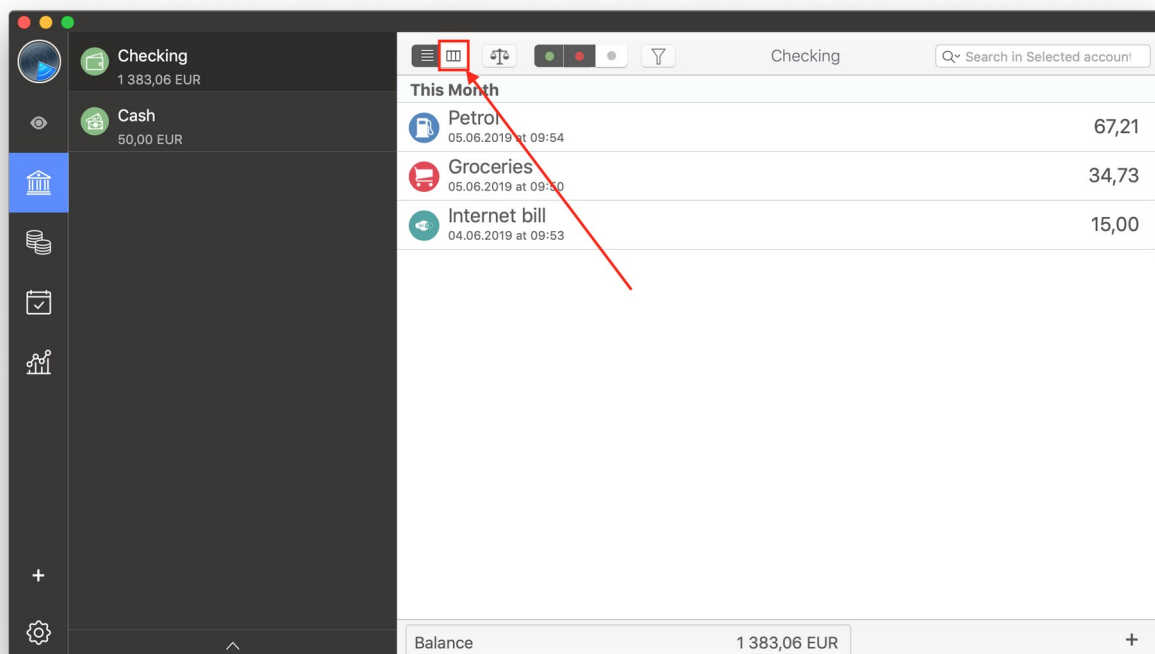 Checking
1 383,06 EUR
Cash
50,00 EUR
Checking
Search in Selected account
This Month
Petrol
05.06.2019 at 09:54
67,21
Groceries
05.06.2019 at 09:50
34,73
Internet bill
04.06.2019 at 09:53
15,00
Balance 1 383,06 EUR